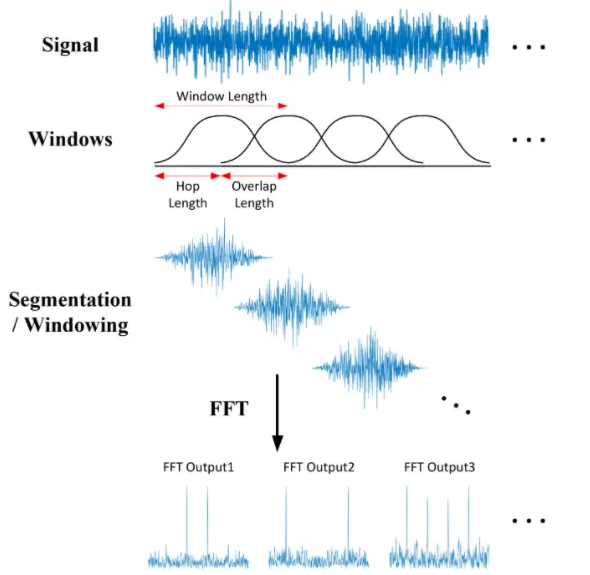 Signal
Window Length
Windows
Hop
Length
Overlap
Length
Segmentation
/ Windowing
FFT
FFT Output1
FFT Output2
FFT Output3